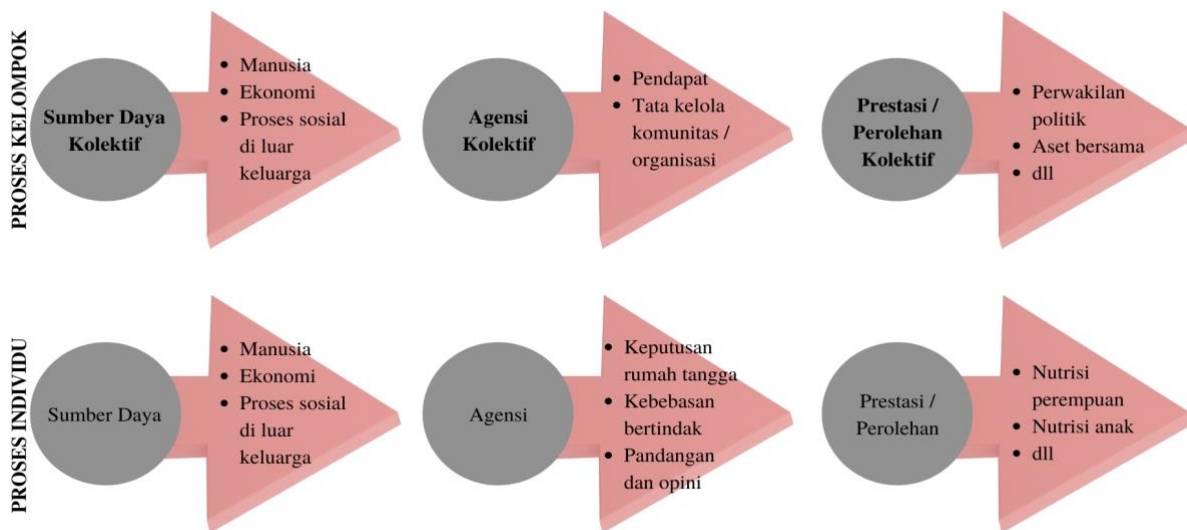 PROSES KELOMPOK
Sumber Daya
Kolektif
• Manusia
• Ekonomi
• Proses sosial
di luar
keluarga
Agensi
Kolektif
• Pendapat
• Tata kelola
komunitas /
organisasi
Prestasi /
Perolehan
Kolektif
• Perwakilan
politik
• Aset bersama
• dll
PROSES INDIVIDU
Sumber Daya
• Manusia
• Ekonomi
• Proses sosial
di luar
keluarga
Agensi
• Keputusan
rumah tangga
• Kebebasan
bertindak
• Pandangan
dan opini
Prestasi /
Perolehan
• Nutrisi
perempuan
• Nutrisi anak
• dll